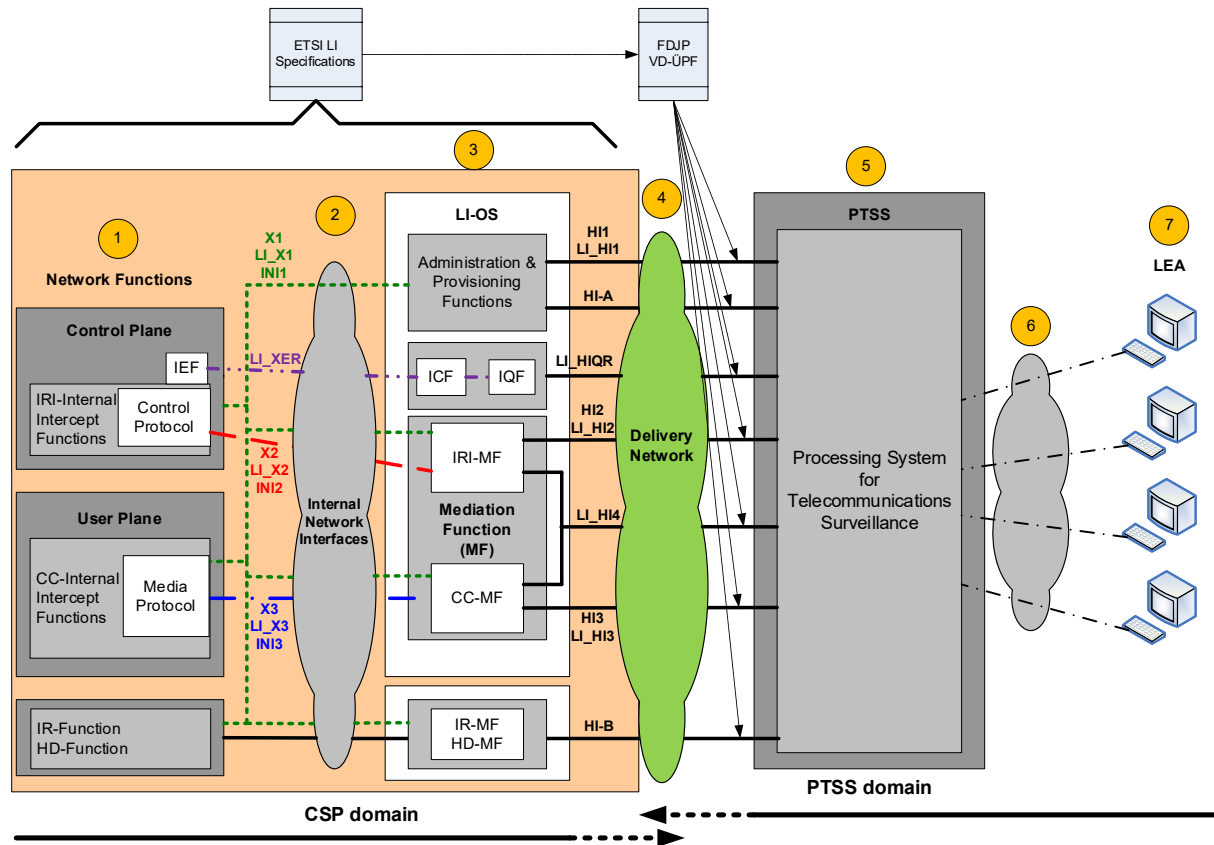 ETSI LI
Specifications
FDJP
VD-ÜPF
3
5
2
4
7
1
6
LI-OS
PTSS
LEA
Network Functions
X1
LI_X1
INI1
Administration &
Provisioning
Functions
HI1
LI_HI1
HI-A
Control Plane
IEF
LI_XER
ICF
IQF
LI_HIQR
IRI-Internal
Intercept
Functions
Control
Protocol
X2
LI_X2
INI2
IRI-MF
HI2
LI_HI2
Delivery
Network
Processing System
for
Telecommunications
Surveillance
User Plane
Internal
Network
Interfaces
Mediation
Function
(MF)
LI_HI4
CC-Internal
Intercept
Functions
Media
Protocol
X3
LI_X3
INI3
CC-MF
HI3
LI_HI3
IR-Function
HD-Function
IR-MF
HD-MF
HI-B
CSP domain
PTSS domain